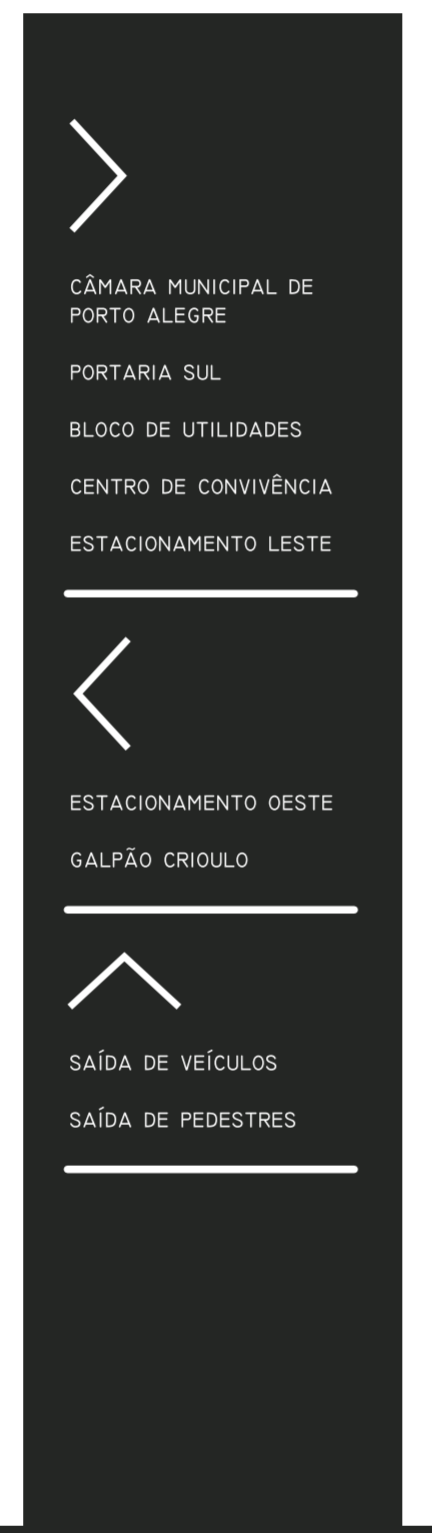 CÂMARA MUNICIPAL DE
PORTO ALEGRE
PORTARIA SUL
BLOCO DE UTILIDADES
CENTRO DE CONVIVÊNCIA
ESTACIONAMENTO LESTE
ESTACIONAMENTO OESTE
GALPÃO CRIOULO
SAÍDA DE VEÍCULOS
SAÍDA DE PEDESTRES